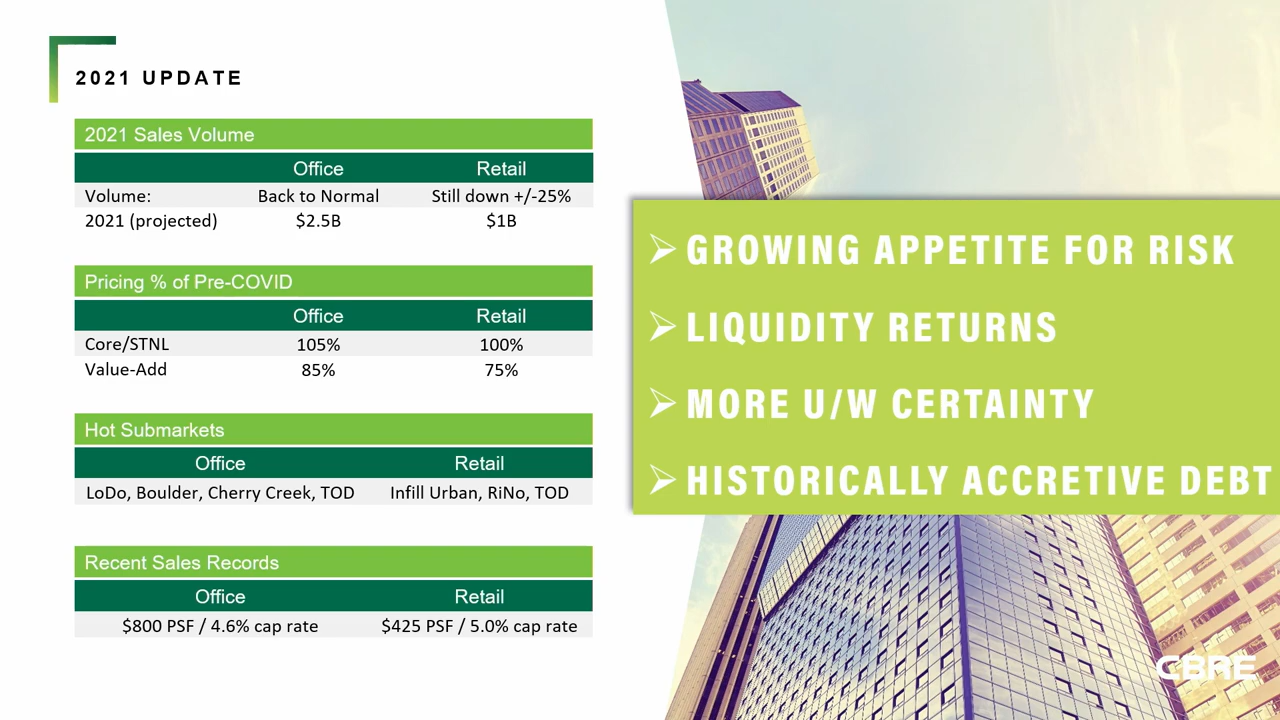 2021 UPDATE
2021 Sales Volume
Office Retail
Volume: Back to Normal Still down +/-25%
2021 (projected) $2.5B $1B
Pricing % of Pre-COVID
Office Retail
Core/STNL 105% 100%
Value-Add 85% 75%
Hot Submarkets
Office Retail
LoDo, Boulder, Cherry Creek, TOD Infill Urban, RiNo, TOD
Recent Sales Records
Office Retail
$800 PSF / 4.6% cap rate $425 PSF / 5.0% cap rate
GROWING APPETITE FOR RISK
LIQUIDITY RETURNS
MORE U/W CERTAINTY
HISTORICALLY ACCRETIVE DEBT
CBRE